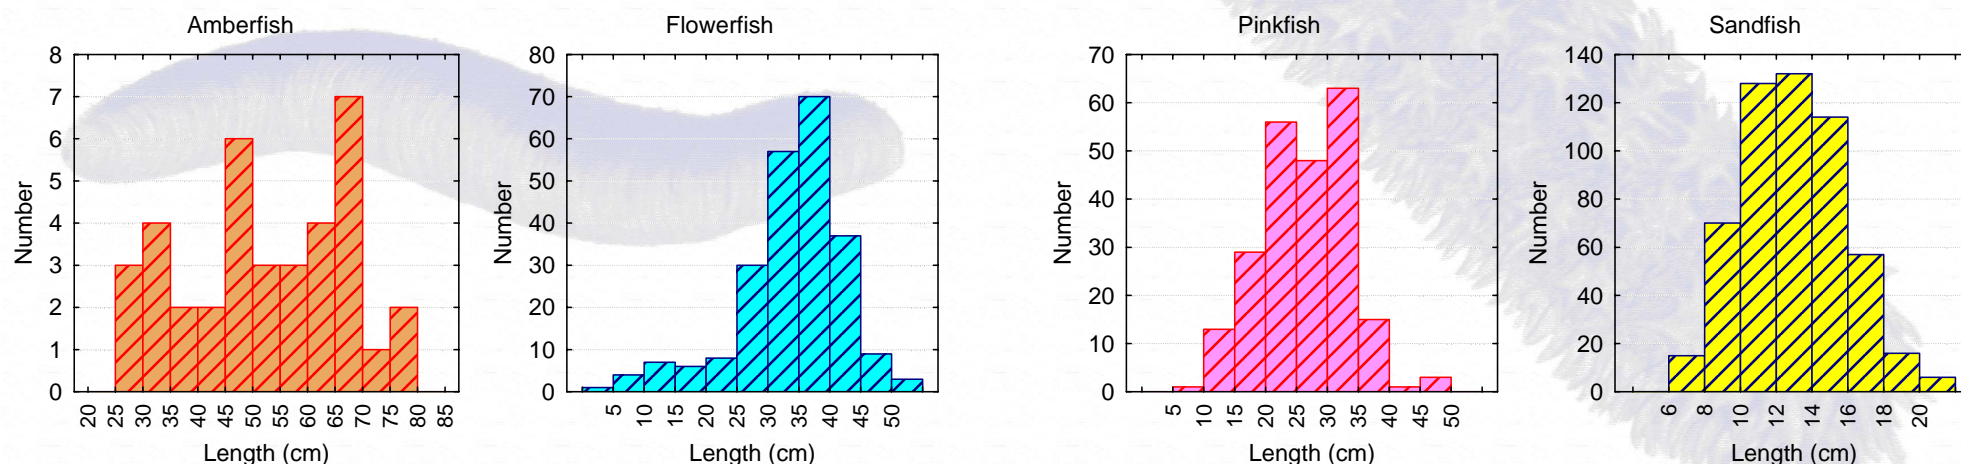 Amberfish
8
7
6
5
4
3
2
1
0
Number
20 25 30 35 40 45 50 55 60 65 70 75 80 85
Length (cm)
Flowerfish
80
70
60
50
40
30
20
10
0
Number
5 10 15 20 25 30 35 40 45 50
Length (cm)
Pinkfish
70
60
50
40
30
20
10
0
Number
5 10 15 20 25 30 35 40 45 50
Length (cm)
Sandfish
140
120
100
80
60
40
20
0
Number
6 8 10 12 14 16 18 20
Length (cm)